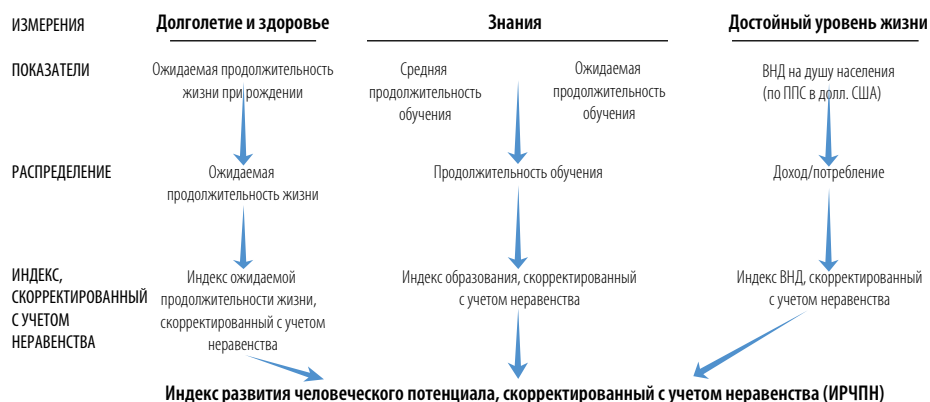 ИЗМЕРЕНИЯ
Долголетие и здоровье
Знания
Достойный уровень жизни
ПОКАЗАТЕЛИ
Ожидаемая продолжительность
жизни при рождении
Средняя
продолжительность
обучения
Ожидаемая
продолжительность
обучения
ВНД на душу населения
(по ППС в долл. США)
РАСПРЕДЕЛЕНИЕ
Ожидаемая
продолжительность жизни
Продолжительность обучения
Доход/потребление
ИНДЕКС,
СКОРРЕКТИРОВАННЫЙ
С УЧЕТОМ
НЕРАВЕНСТВА
Индекс ожидаемой
продолжительности жизни,
скорректированный с учетом
неравенства
Индекс образования, скорректированный
с учетом неравенства
Индекс ВНД, скорректированный
с учетом неравенства
Индекс развития человеческого потенциала, скорректированный с учетом неравенства (ИРЧПН)